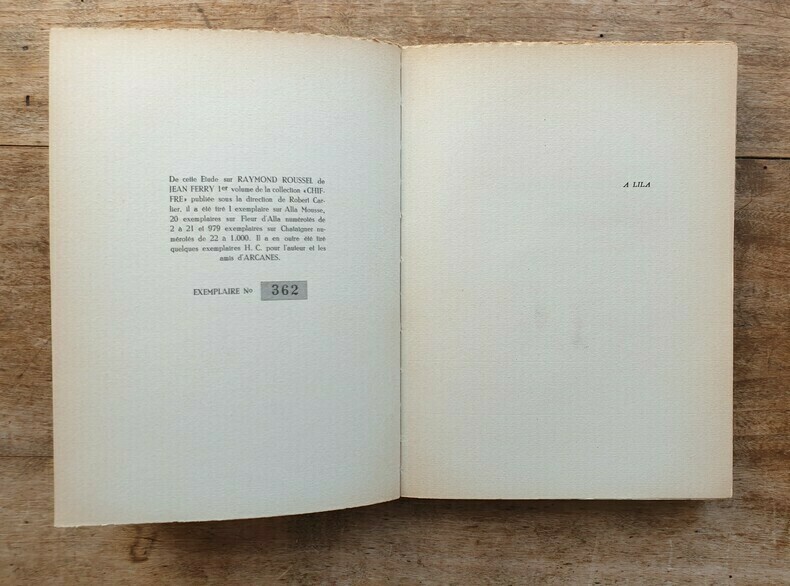 De cette Etude sur RAYMOND ROUSSEL de
JEAN FERRY 1er volume de la collection «CHIF-
FRE» publiée sous la direction de Robert Car-
lier, il a été tiré 1 exemplaire sur Alfa Mousse,
20 exemplaires sur Fleur d'Alfa numérotés de
2 à 21 et 979 exemplaires sur Chataigner nu-
mérotés de 22 à 1.000. Il a en outre été tiré
quelques exemplaires H. C. pour l'auteur et les
amis d'ARCANES.
EXEMPLAIRE No 362
A LILA